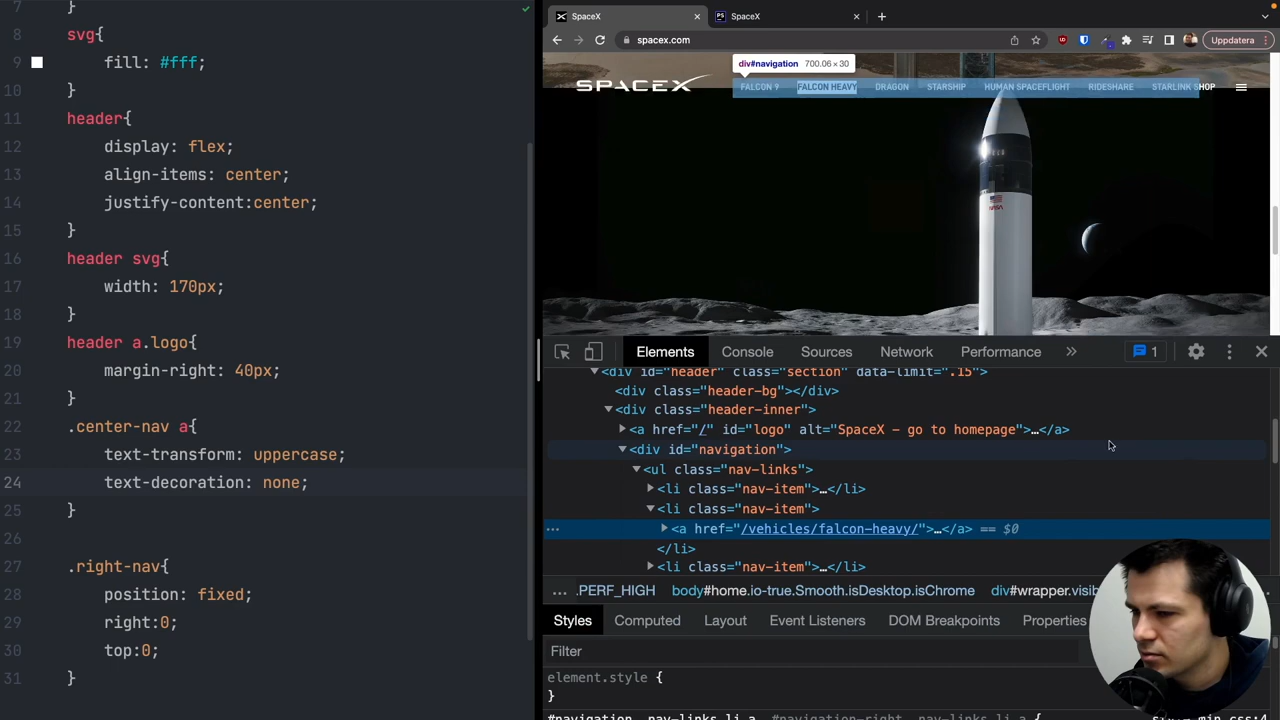 7 }
8 svg{
9 fill: #fff;
10 }
11 header{
12 display: flex;
13 align-items: center;
14 justify-content:center;
15 }
16 header svg{
17 width: 170px;
18 }
19 header a.logo{
20 margin-right: 40px;
21 }
22 .center-nav a{
23 text-transform: uppercase;
24 text-decoration: none;
25 }
26
27 .right-nav{
28 position: fixed;
29 right:0;
30 top:0;
31 }
SpaceX
SpaceX
spacex.com
Uppdatera
div#navigation 700.06 × 30
SPACEX FALCON 9 FALCON HEAVY DRAGON STARSHIP HUMAN SPACEFLIGHT RIDESHARE STARLINK SHOP
NASA
Elements Console Sources Network Performance » 1
<div id="header" class="section" data-limit=".15">
<div class="header-bg"></div>
<div class="header-inner">
<a href="/" id="logo" alt="SpaceX - go to homepage">…</a>
<div id="navigation">
<ul class="nav-links">
<li class="nav-item">…</li>
<li class="nav-item">
<a href="/vehicles/falcon-heavy/">…</a> == $0
</li>
<li class="nav-item">…</li>
… .PERF_HIGH body#home.io-true.Smooth.isDesktop.isChrome div#wrapper.visib
Styles Computed Layout Event Listeners DOM Breakpoints Properties
Filter
element.style {
}